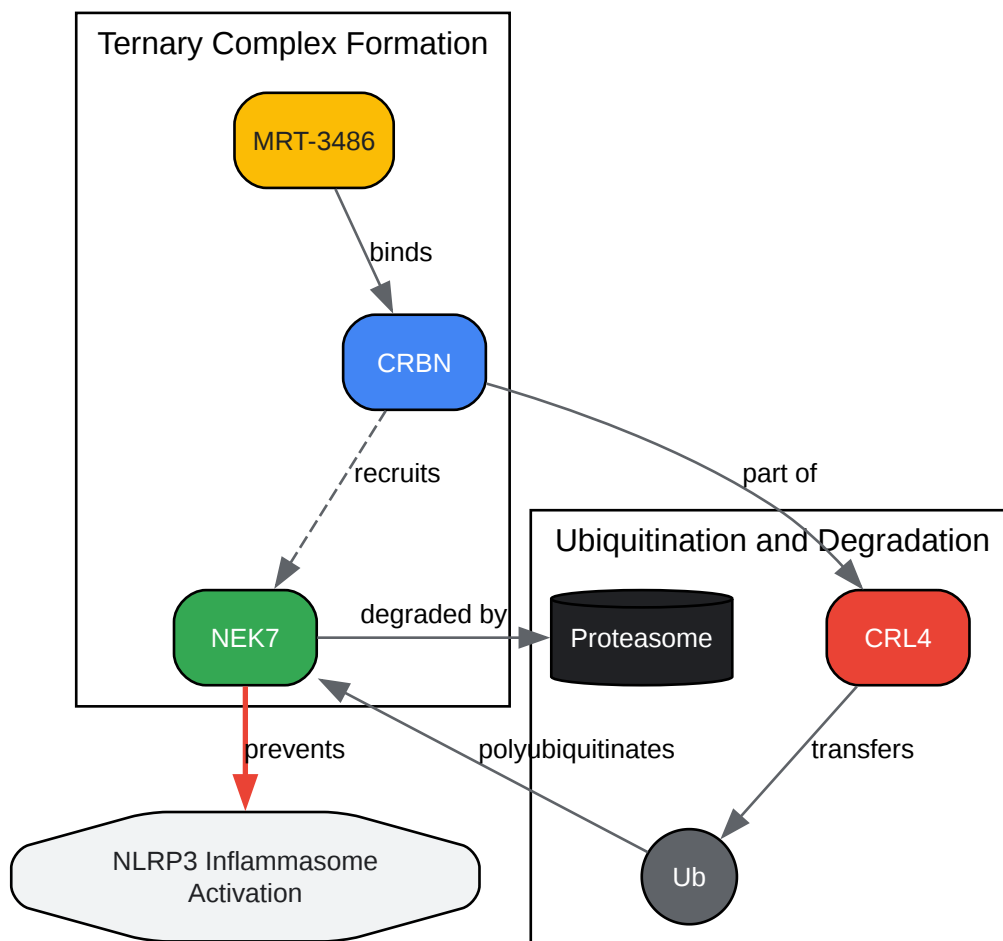 Ternary Complex Formation
MRT-3486
binds
CRBN
recruits
part of
Ubiquitination and Degradation
NEK7
degraded by
Proteasome
CRL4
prevents
polyubiquitinates
transfers
NLRP3 Inflammasome
Activation
Ub